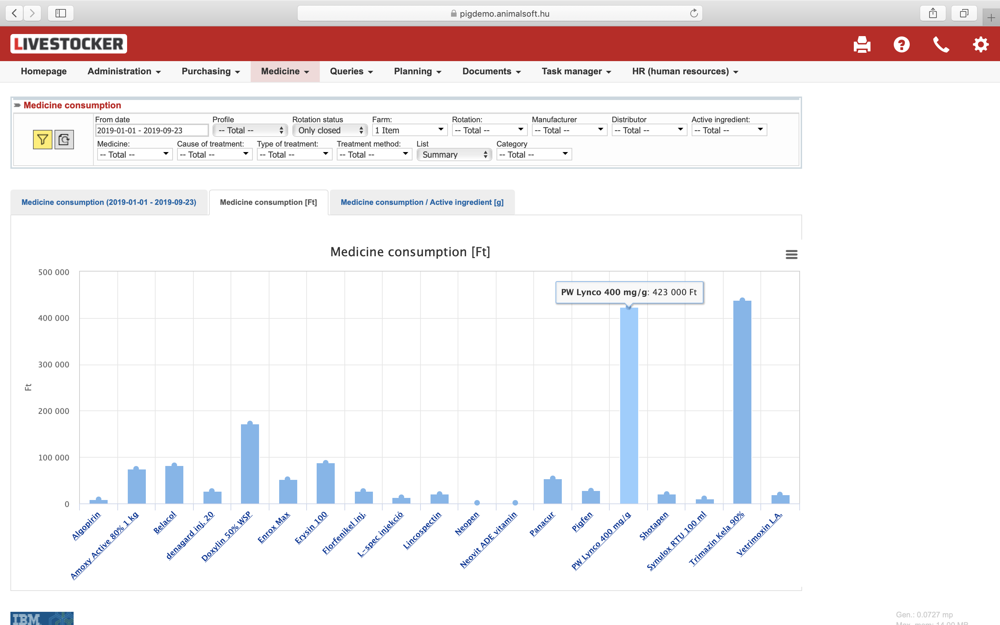 pigdemo.animalsoft.hu
LIVESTOCKER
Homepage Administration Purchasing Medicine Queries Planning Documents Task manager HR (human resources)
Medicine consumption
From date Profile Rotation status Farm: Rotation: Manufacturer Distributor Active ingredient:
2019-01-01 - 2019-09-23 -- Total -- Only closed 1 Item -- Total -- -- Total -- -- Total -- -- Total --
Medicine: Cause of treatment: Type of treatment: Treatment method: List Category
-- Total -- -- Total -- -- Total -- -- Total -- Summary -- Total --
Medicine consumption (2019-01-01 - 2019-09-23) Medicine consumption [Ft] Medicine consumption / Active ingredient [g]
Medicine consumption [Ft]
500 000
PW Lynco 400 mg/g: 423 000 Ft
400 000
300 000
Ft
200 000
100 000
0
Algopirin
Amoxy Active 80% 1 kg
Belacol
denagard inj. 20
Doxylin 50% WSP
Enrox Max
Erysin 100
Florfenikel inj.
L-spec injekció
Lincospectin
Neopen
Neovit ADE vitamin
Panacur
Pigfen
PW Lynco 400 mg/g
Shotapen
Synulox RTU 100 ml
Trimazin Kela 90%
Vetrimoxin L.A.
IBM
Gen.: 0.0727 mp
Max. mem: 14.00 MB